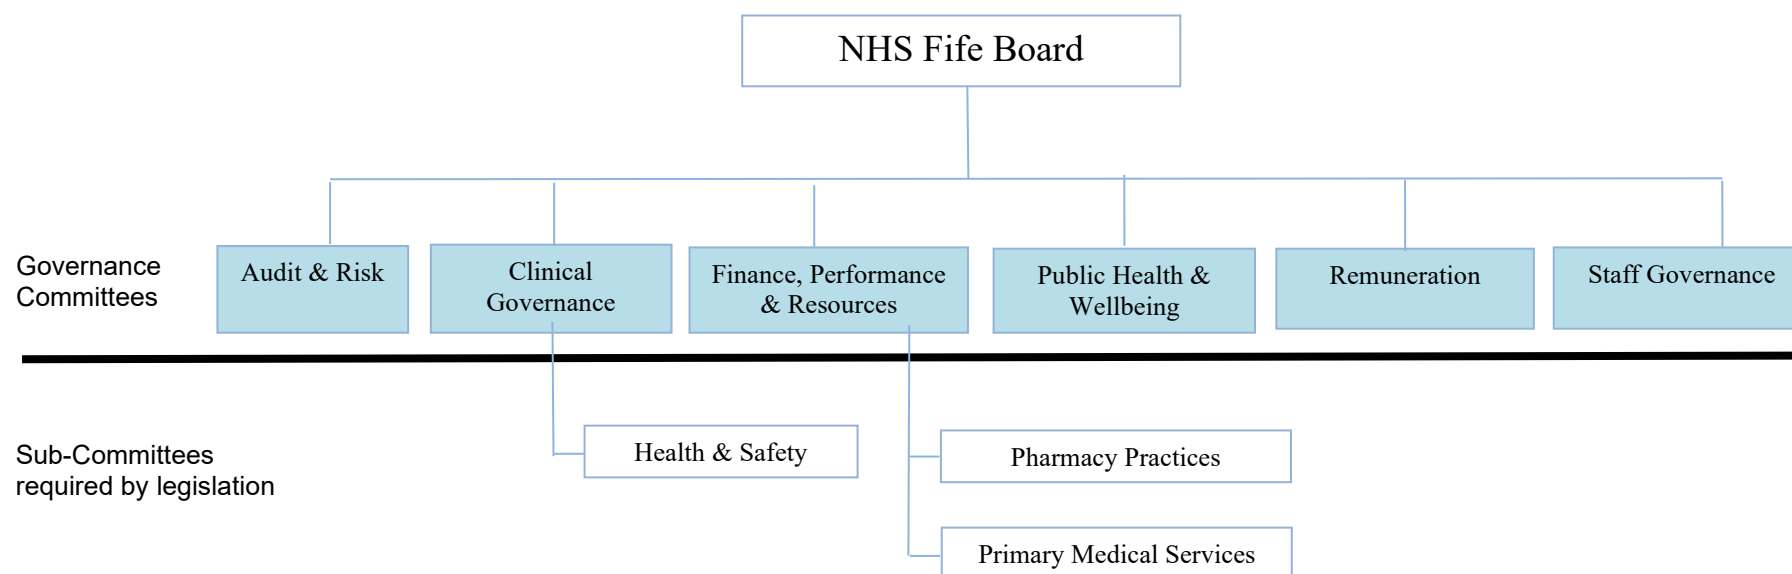 NHS Fife Board
Governance
Committees
Audit & Risk
Clinical
Governance
Finance, Performance
& Resources
Public Health &
Wellbeing
Remuneration
Staff Governance
Sub-Committees
required by legislation
Health & Safety
Pharmacy Practices
Primary Medical Services